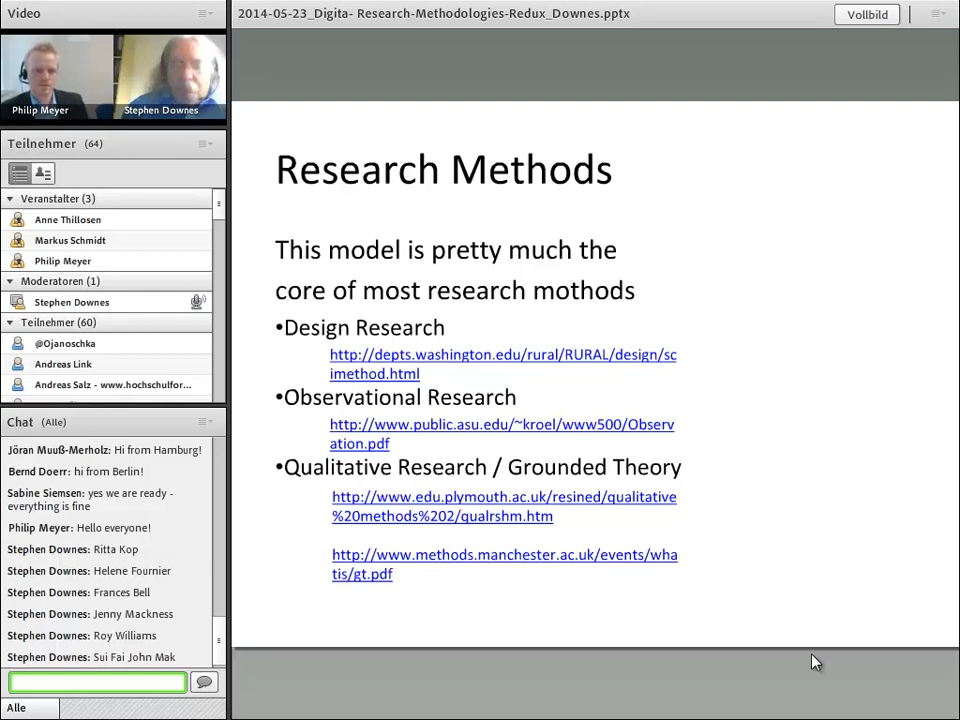 Video
Philip Meyer
Stephen Downes
Teilnehmer (64)
Veranstalter (3)
Anne Thillosen
Markus Schmidt
Philip Meyer
Moderatoren (1)
Stephen Downes
Teilnehmer (60)
@Ojanoschka
Andreas Link
Andreas Salz - www.hochschulfor...
Chat (Alle)
Jöran Muuß-Merholz: Hi from Hamburg!
Bernd Doerr: hi from Berlin!
Sabine Siemsen: yes we are ready -
everything is fine
Philip Meyer: Hello everyone!
Stephen Downes: Ritta Kop
Stephen Downes: Helene Fournier
Stephen Downes: Frances Bell
Stephen Downes: Jenny Mackness
Stephen Downes: Roy Williams
Stephen Downes: Sui Fai John Mak
Alle
2014-05-23_Digita- Research-Methodologies-Redux_Downes.pptx
Vollbild
Research Methods
This model is pretty much the
core of most research mothods
•Design Research
http://depts.washington.edu/rural/RURAL/design/sc
imethod.html
•Observational Research
http://www.public.asu.edu/~kroel/www500/Observ
ation.pdf
•Qualitative Research / Grounded Theory
http://www.edu.plymouth.ac.uk/resined/qualitative
%20methods%202/qualrshm.htm
http://www.methods.manchester.ac.uk/events/wha
tis/gt.pdf